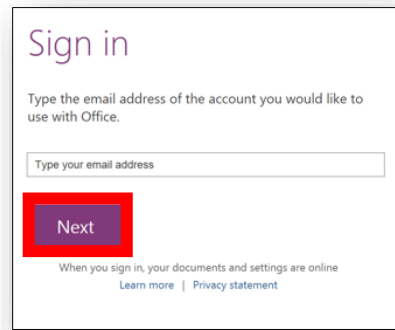 Sign in
Type the email address of the account you would like to
use with Office.
Type your email address
Next
When you sign in, your documents and settings are online
Learn more | Privacy statement